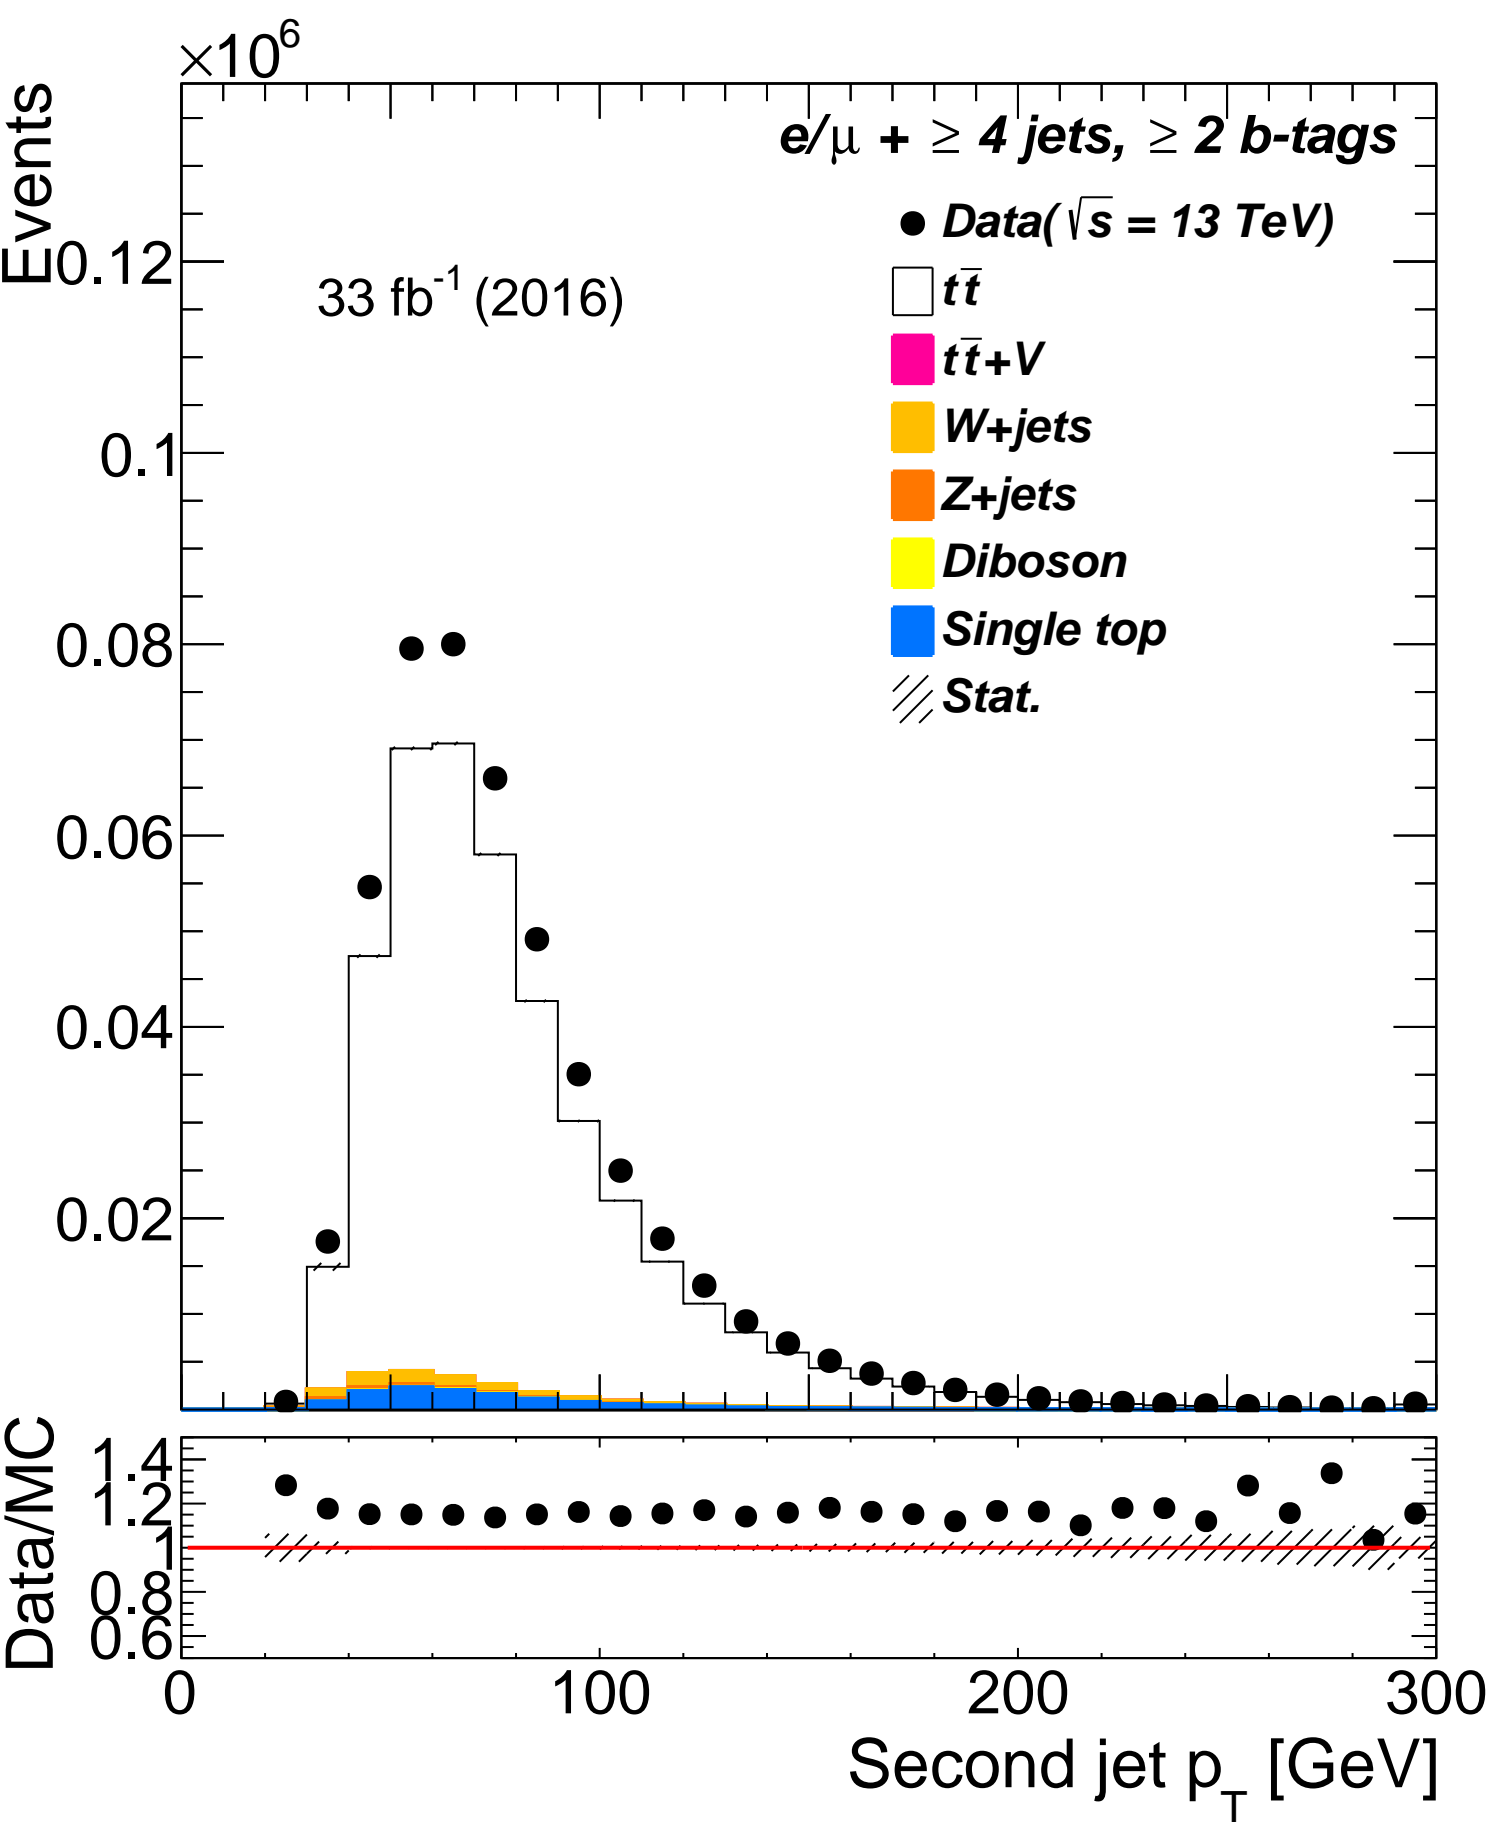 ×10⁶
Events
e/μ + ≥ 4 jets, ≥ 2 b-tags
Data(√s = 13 TeV)
33 fb⁻¹ (2016)
tt̅
tt̅+V
W+jets
Z+jets
Diboson
Single top
Stat.
0.12
0.1
0.08
0.06
0.04
0.02
Data/MC
1.4
1.2
1
0.8
0.6
0 100 200 300
Second jet p_T [GeV]